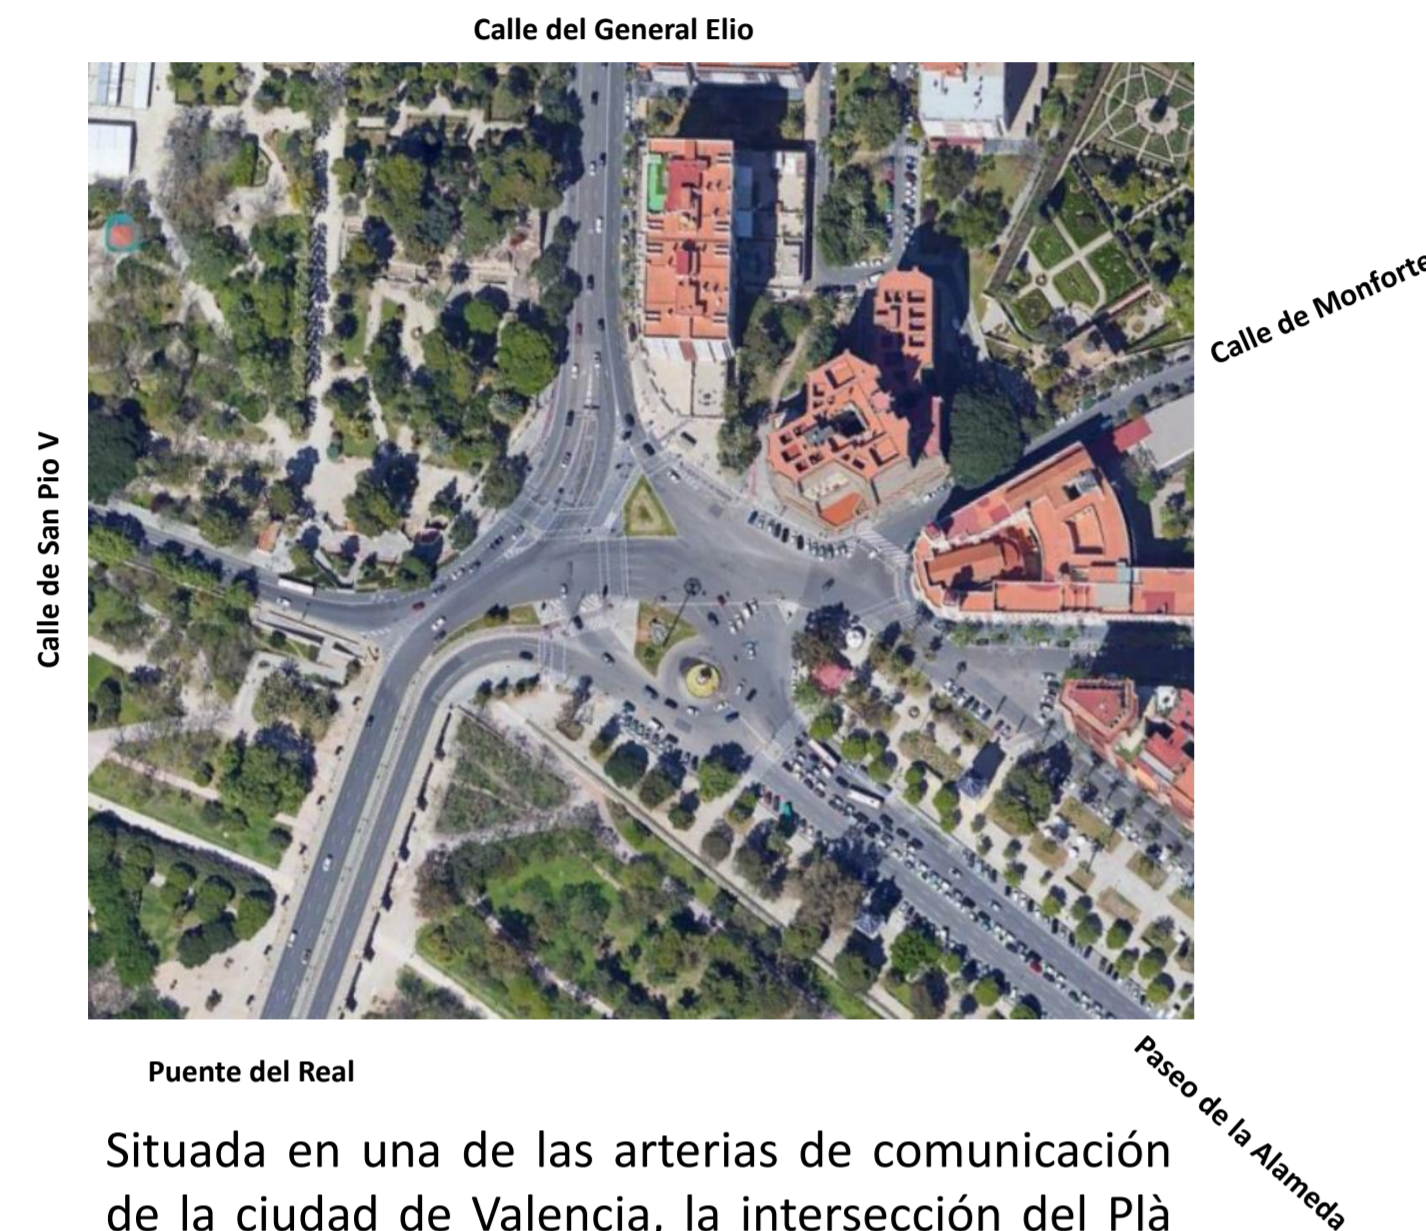 Calle del General Elio
Calle de Monforte
Calle de San Pio V
Puente del Real
Paseo de la Alameda
Situada en una de las arterias de comunicación
de la ciudad de Valencia, la intersección del Plà